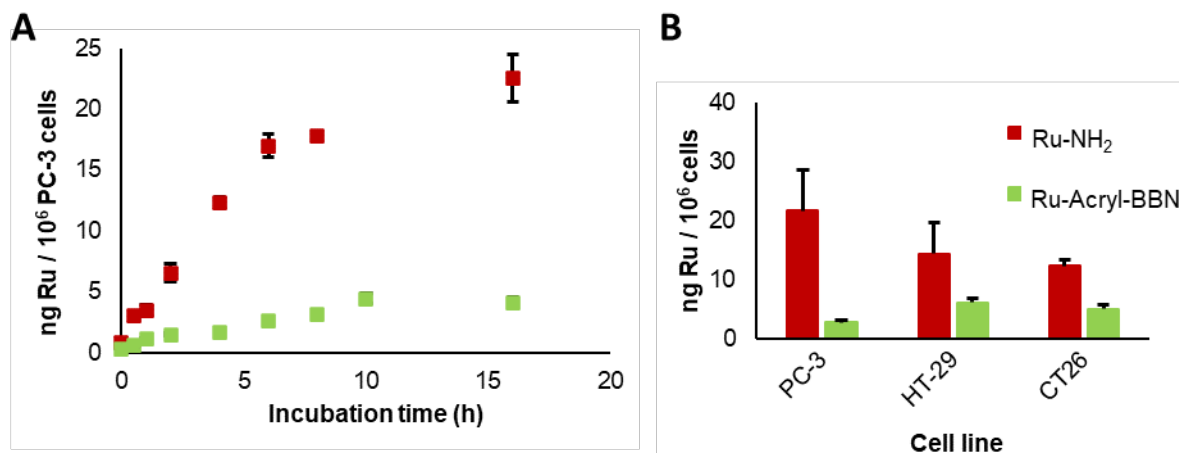 A
ng Ru / 10⁶ PC-3 cells
25
20
15
10
5
0
0 5 10 15 20
Incubation time (h)
B
ng Ru / 10⁶ cells
40
30
20
10
0
Ru-NH₂
Ru-Acryl-BBN
PC-3 HT-29 CT26
Cell line